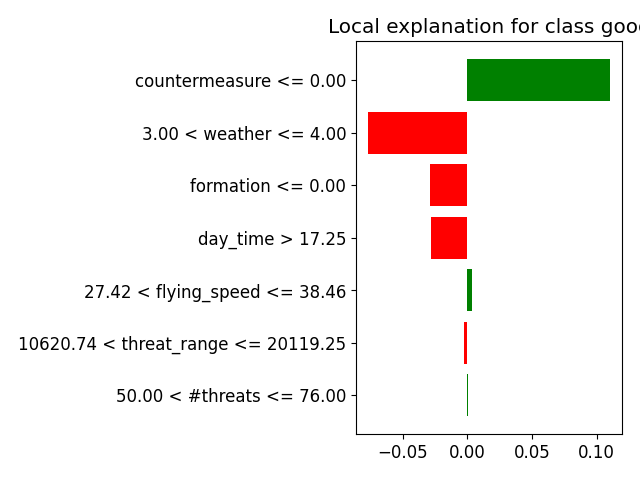 Local explanation for class good
countermeasure <= 0.00
3.00 < weather <= 4.00
formation <= 0.00
day_time > 17.25
27.42 < flying_speed <= 38.46
10620.74 < threat_range <= 20119.25
50.00 < #threats <= 76.00
−0.05 0.00 0.05 0.10